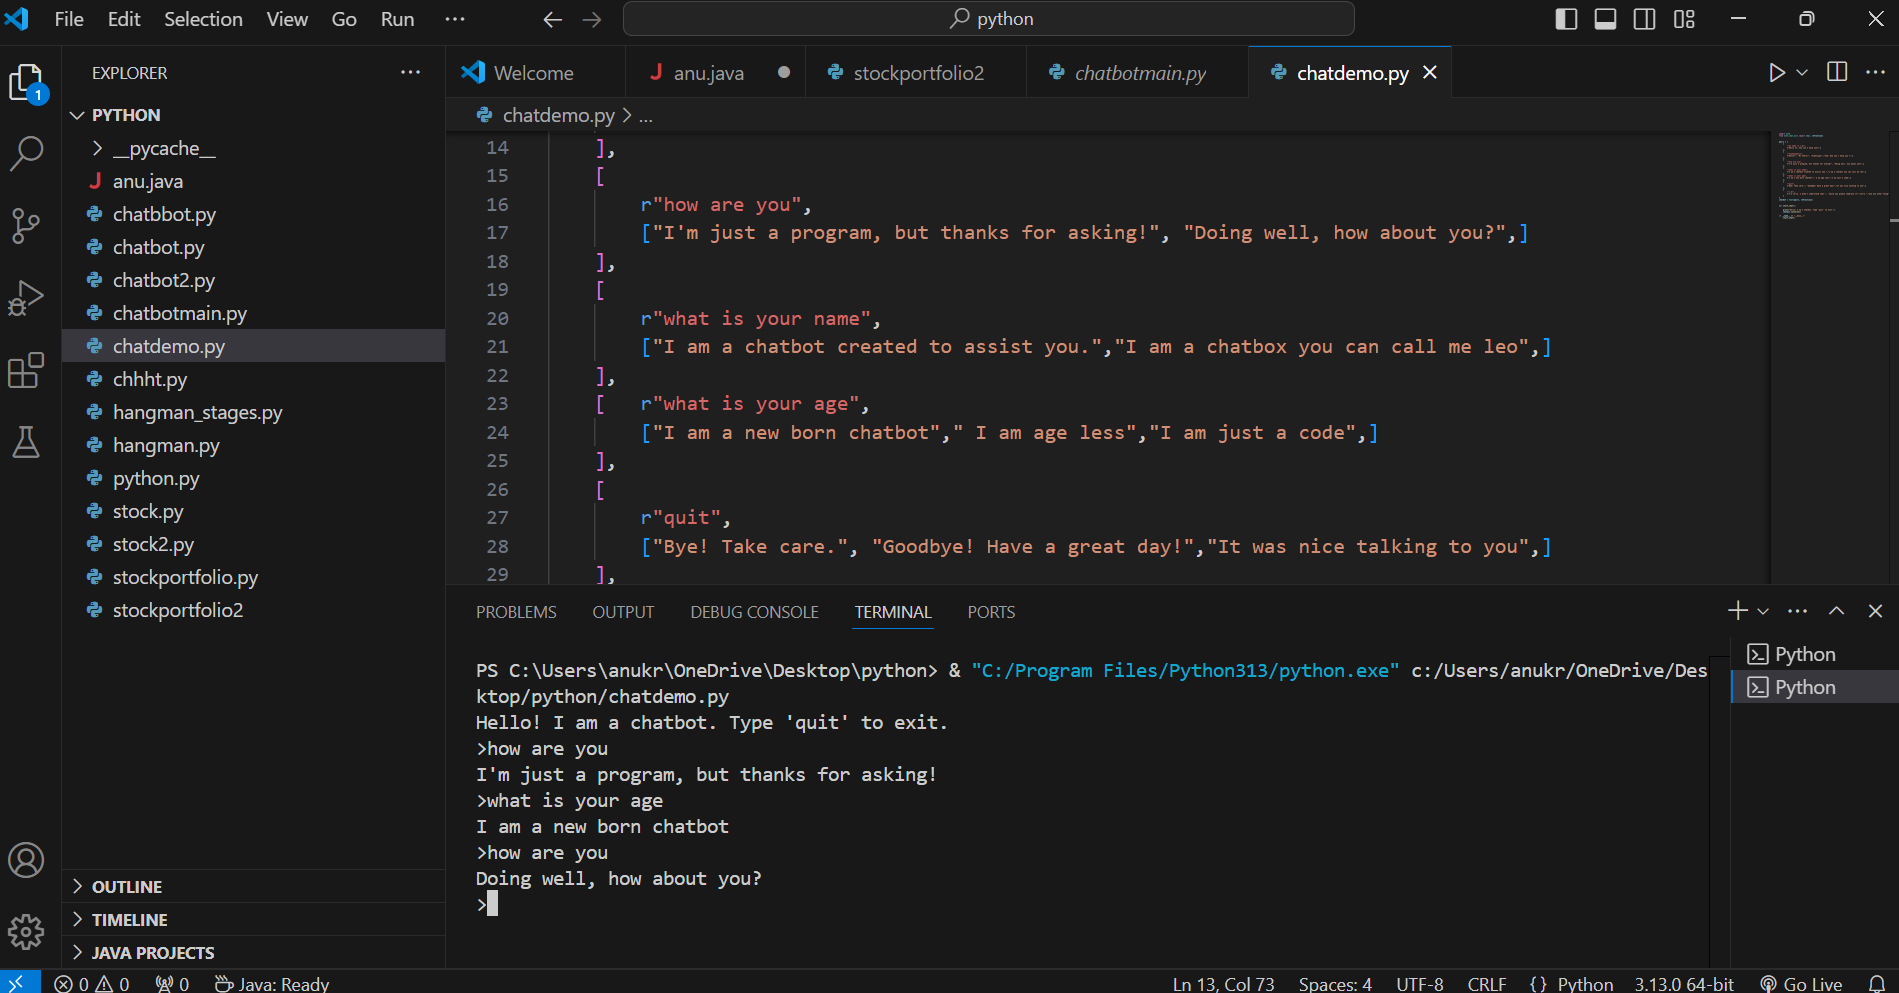 File Edit Selection View Go Run ···
python
EXPLORER ···
Welcome
anu.java
stockportfolio2
chatbotmain.py
chatdemo.py
chatdemo.py > ...
1
PYTHON
__pycache__
J anu.java
chatbbot.py
chatbot.py
chatbot2.py
chatbotmain.py
chatdemo.py
chhht.py
hangman_stages.py
hangman.py
python.py
stock.py
stock2.py
stockportfolio.py
stockportfolio2
OUTLINE
TIMELINE
JAVA PROJECTS
14 ],
15 [
16 r"how are you",
17 ["I'm just a program, but thanks for asking!", "Doing well, how about you?",]
18 ],
19 [
20 r"what is your name",
21 ["I am a chatbot created to assist you.","I am a chatbox you can call me leo",]
22 ],
23 [ r"what is your age",
24 ["I am a new born chatbot"," I am age less","I am just a code",]
25 ],
26 [
27 r"quit",
28 ["Bye! Take care.", "Goodbye! Have a great day!","It was nice talking to you",]
29 ],
PROBLEMS OUTPUT DEBUG CONSOLE TERMINAL PORTS
PS C:\Users\anukr\OneDrive\Desktop\python> & "C:/Program Files/Python313/python.exe" c:/Users/anukr/OneDrive/Des
ktop/python/chatdemo.py
Hello! I am a chatbot. Type 'quit' to exit.
>how are you
I'm just a program, but thanks for asking!
>what is your age
I am a new born chatbot
>how are you
Doing well, how about you?
>
Python
Python
0 0 0 Java: Ready
Ln 13, Col 73 Spaces: 4 UTF-8 CRLF {} Python 3.13.0 64-bit Go Live